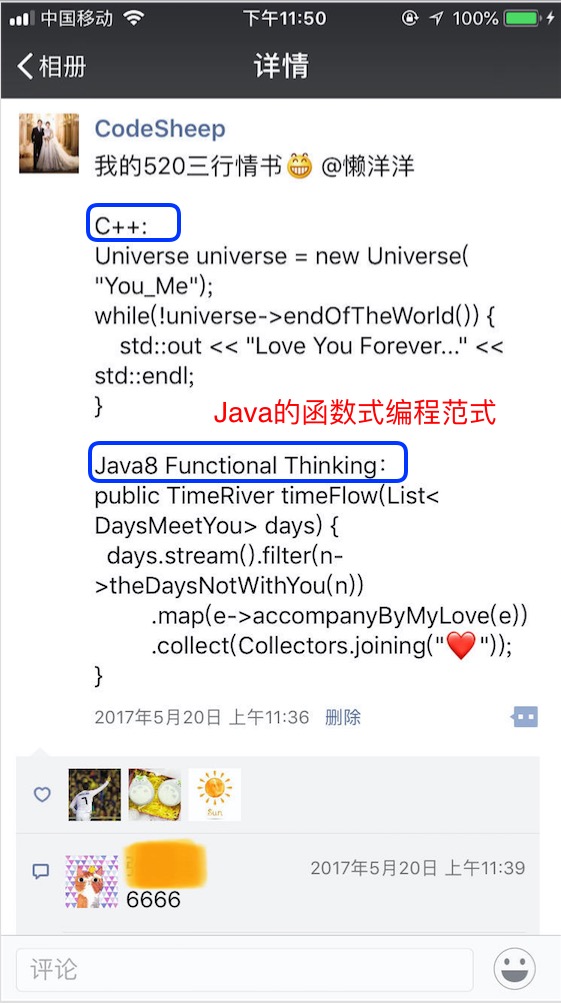 中国移动 下午11:50 100%
相册 详情
CodeSheep
我的520三行情书😁 @懒洋洋
C++:
Universe universe = new Universe(
"You_Me");
while(!universe->endOfTheWorld()) {
std::out << "Love You Forever..." <<
std::endl;
}
Java的函数式编程范式
Java8 Functional Thinking：
public TimeRiver timeFlow(List<
DaysMeetYou> days) {
days.stream().filter(n-
>theDaysNotWithYou(n))
.map(e->accompanyByMyLove(e))
.collect(Collectors.joining("❤️"));
}
2017年5月20日 上午11:36 删除
7
Sun
2017年5月20日 上午11:39
6666
评论